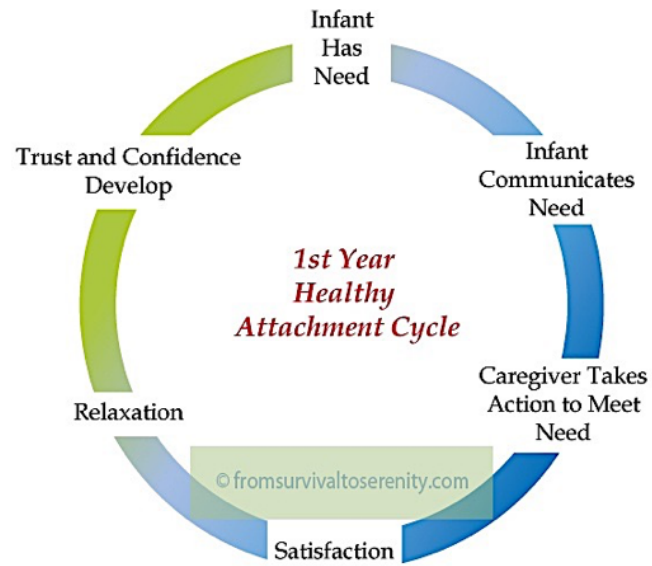 Infant
Has
Need
Infant
Communicates
Need
Caregiver Takes
Action to Meet
Need
Satisfaction
Relaxation
Trust and Confidence
Develop
1st Year
Healthy
Attachment Cycle
© fromsurvivaltoserenity.com